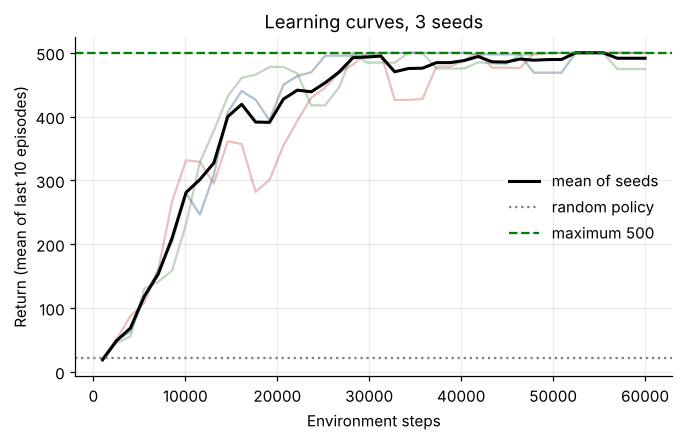 Learning curves, 3 seeds
Return (mean of last 10 episodes)
500
400
300
200
100
0
mean of seeds
random policy
maximum 500
0 10000 20000 30000 40000 50000 60000
Environment steps